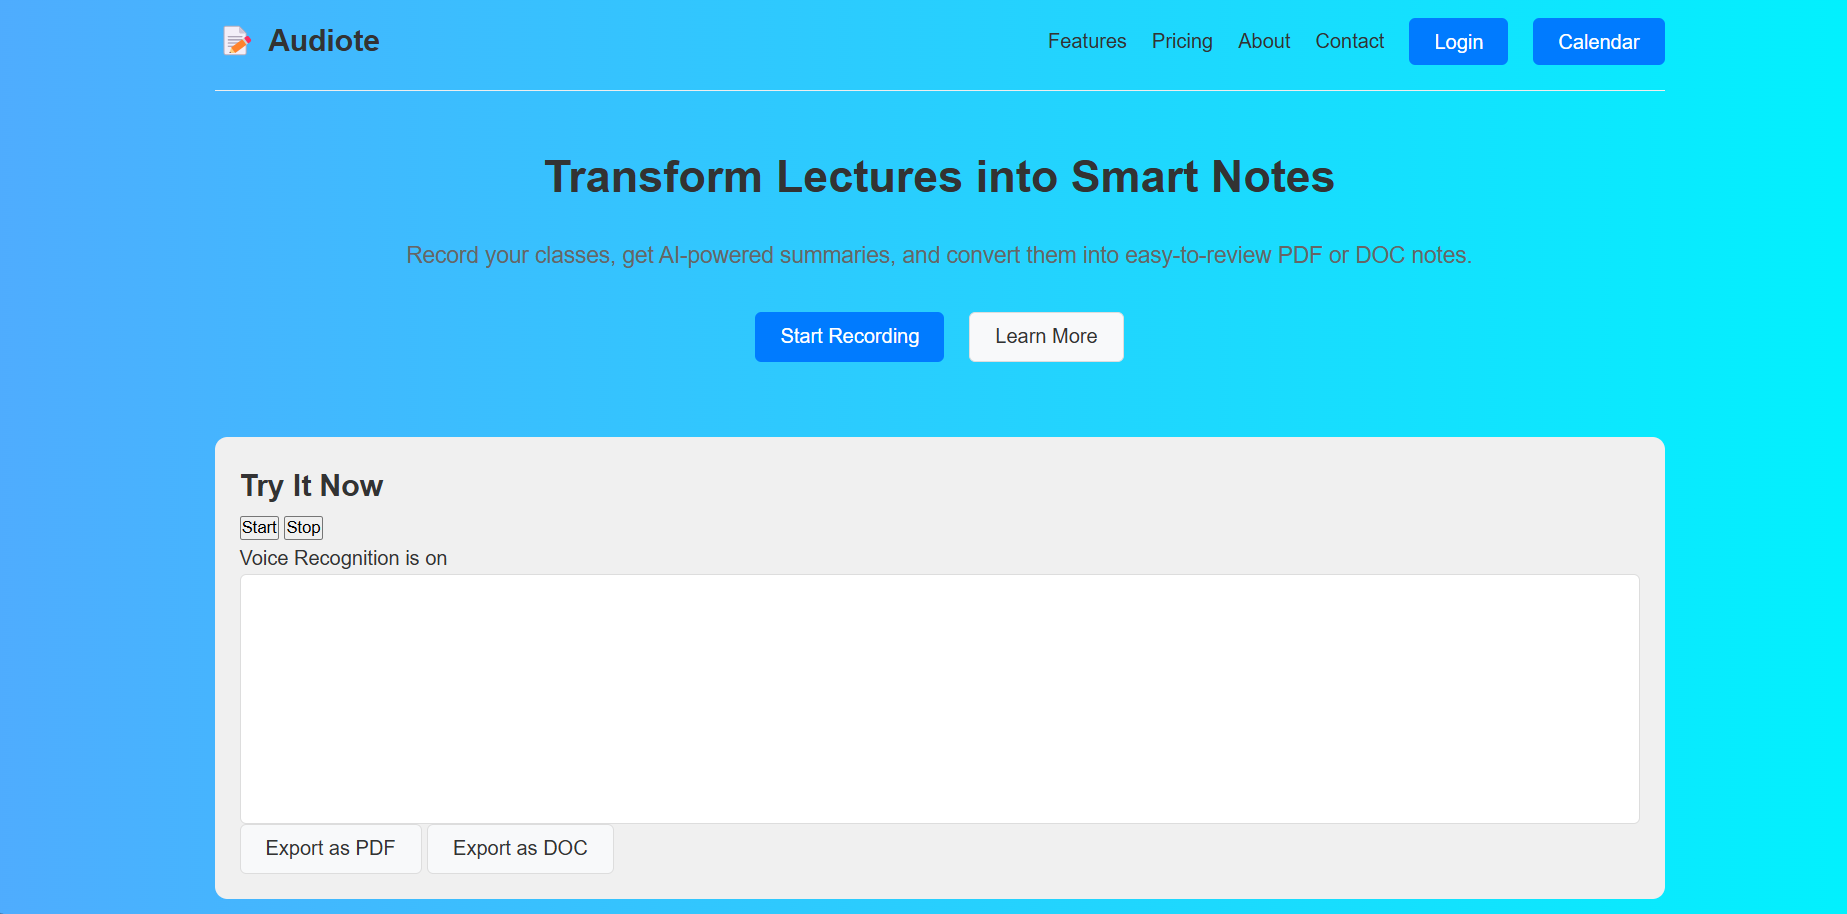 Audiote
Features Pricing About Contact Login Calendar
Transform Lectures into Smart Notes
Record your classes, get AI-powered summaries, and convert them into easy-to-review PDF or DOC notes.
Start Recording Learn More
Try It Now
Start Stop
Voice Recognition is on
Export as PDF Export as DOC